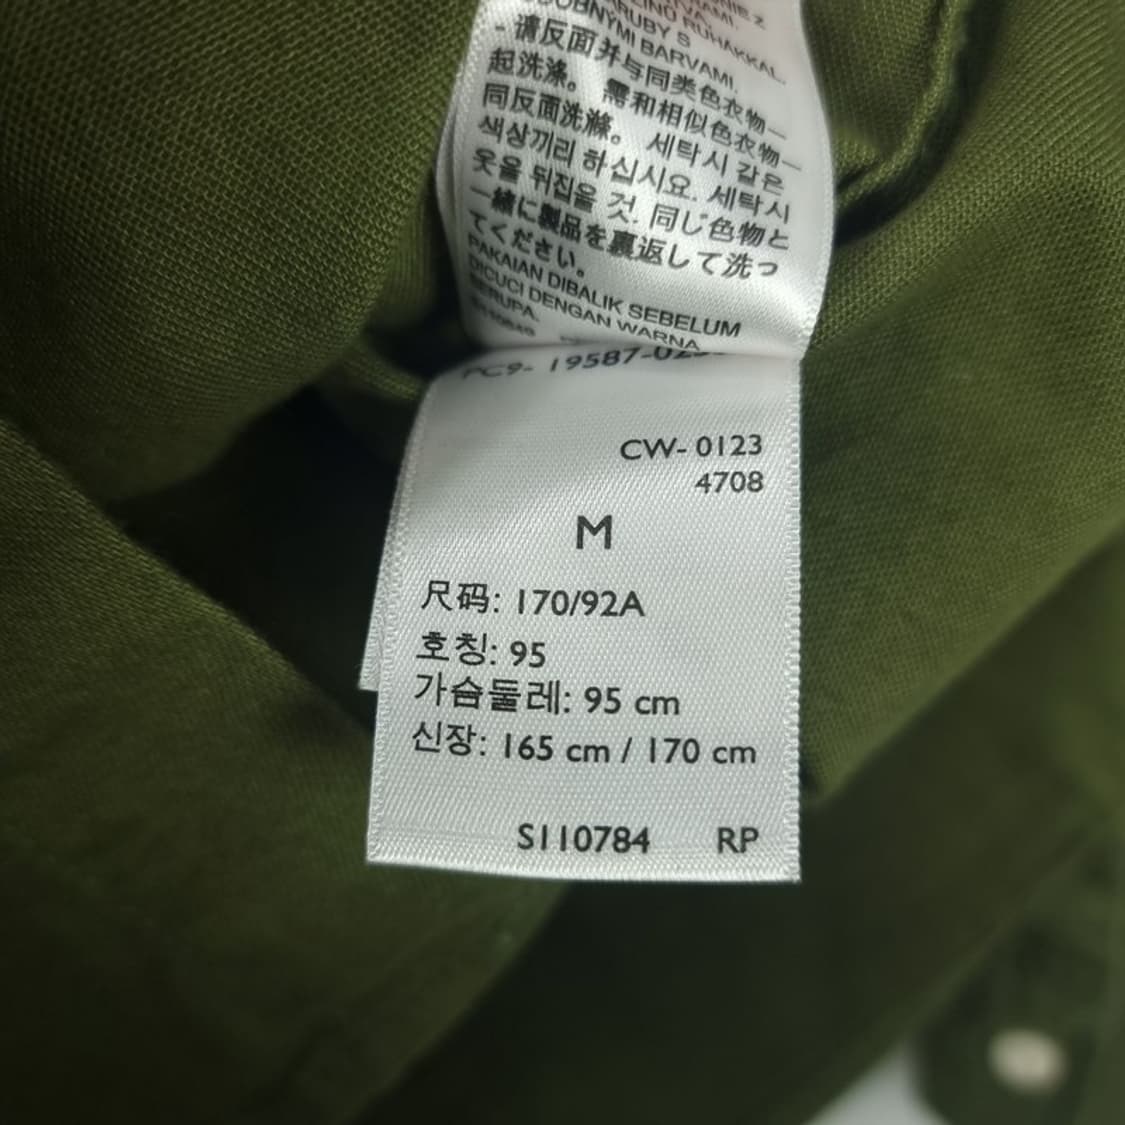 DOBNÝMI BARVAMI.
- 请反面并与同类色衣物一
起洗涤。 需和相似色衣物一
同反面洗滌。 세탁시 같은
색상끼리 하십시요. 세탁시
옷을 뒤집을 것. 同じ色物と
一緒に製品を裏返して洗っ
てください。
PAKAIAN DIBALIK SEBELUM
DICUCI DENGAN WARNA
SERUPA.
CW- 0123
4708
M
尺码: 170/92A
호칭: 95
가슴둘레: 95 cm
신장: 165 cm / 170 cm
S110784 RP